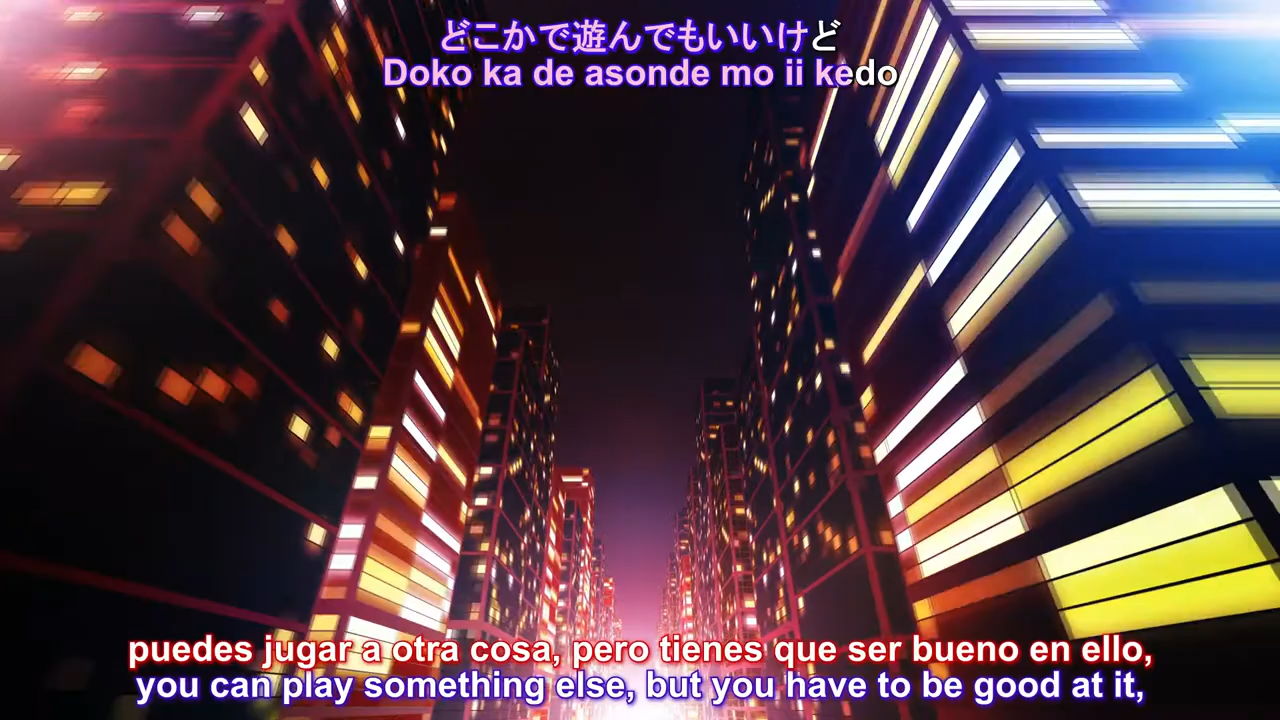 どこかで遊んでもいいけど
Doko ka de asonde mo ii kedo
puedes jugar a otra cosa, pero tienes que ser bueno en ello,
you can play something else, but you have to be good at it,